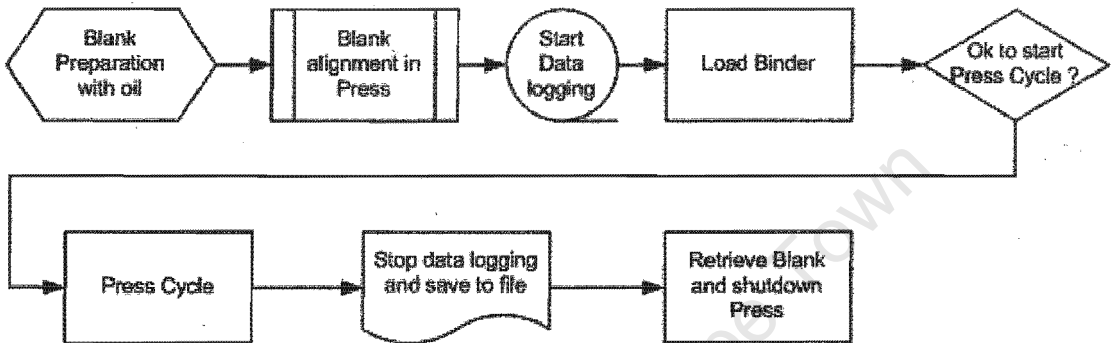 Blank
Preparation
with oil
Blank
alignment in
Press
Start
Data
logging
Load Binder
Ok to start
Press Cycle ?
Press Cycle
Stop data logging
and save to file
Retrieve Blank
and shutdown
Press
Town